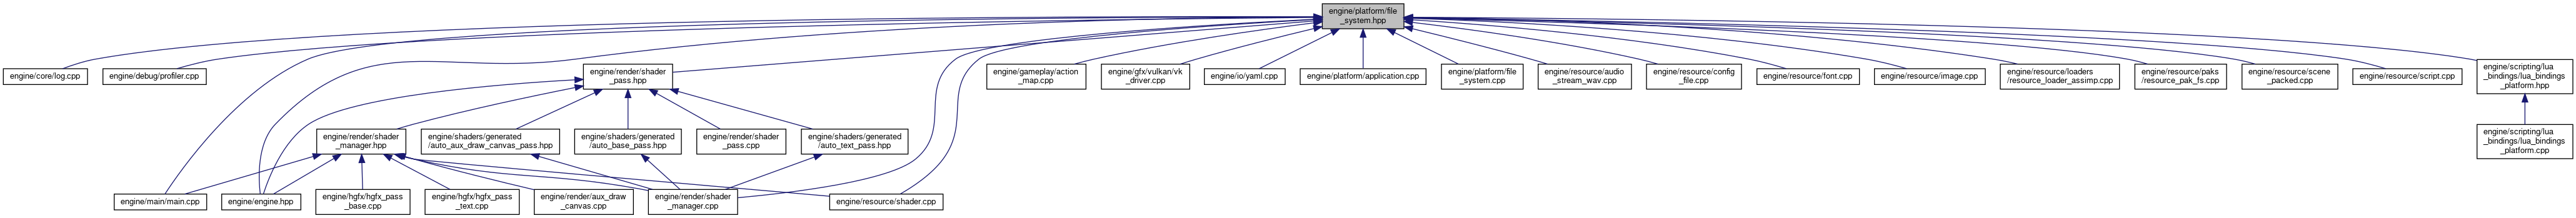 engine/platform/file
_system.hpp
engine/core/log.cpp
engine/debug/profiler.cpp
engine/render/shader
_pass.hpp
engine/gameplay/action
_map.cpp
engine/gfx/vulkan/vk
_driver.cpp
engine/io/yaml.cpp
engine/platform/application.cpp
engine/platform/file
_system.cpp
engine/resource/audio
_stream_wav.cpp
engine/resource/config
_file.cpp
engine/resource/font.cpp
engine/resource/image.cpp
engine/resource/loaders
/resource_loader_assimp.cpp
engine/resource/paks
/resource_pak_fs.cpp
engine/resource/scene
_packed.cpp
engine/resource/script.cpp
engine/scripting/lua
_bindings/lua_bindings
_platform.hpp
engine/render/shader
_manager.hpp
engine/shaders/generated
/auto_aux_draw_canvas_pass.hpp
engine/shaders/generated
/auto_base_pass.hpp
engine/render/shader
_pass.cpp
engine/shaders/generated
/auto_text_pass.hpp
engine/scripting/lua
_bindings/lua_bindings
_platform.cpp
engine/main/main.cpp
engine/engine.hpp
engine/hgfx/hgfx_pass
_base.cpp
engine/hgfx/hgfx_pass
_text.cpp
engine/render/aux_draw
_canvas.cpp
engine/render/shader
_manager.cpp
engine/resource/shader.cpp